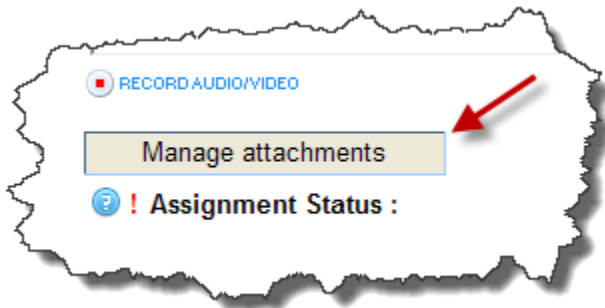 RECORD AUDIO/VIDEO
Manage attachments
? ! Assignment Status :